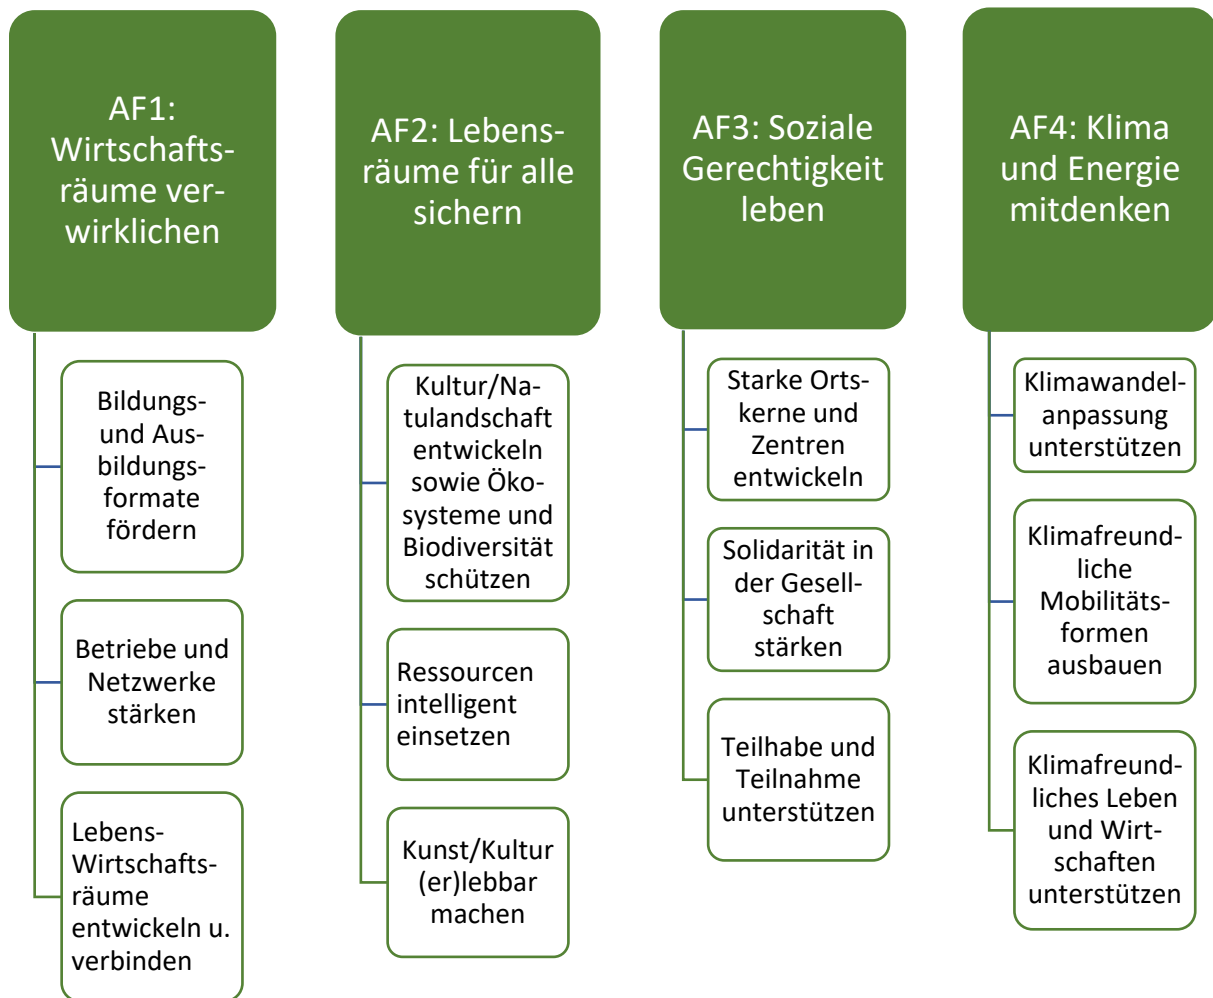 AF1:
Wirtschafts-
räume ver-
wirklichen
Bildungs-
und Aus-
bildungs-
formate
fördern
Betriebe und
Netzwerke
stärken
Lebens-
Wirtschafts-
räume
entwickeln u.
verbinden
AF2: Lebens-
räume für alle
sichern
Kultur/Na-
tulandschaft
entwickeln
sowie Öko-
systeme und
Biodiversität
schützen
Ressourcen
intelligent
einsetzen
Kunst/Kultur
(er)lebbar
machen
AF3: Soziale
Gerechtigkeit
leben
Starke Orts-
kerne und
Zentren
entwickeln
Solidarität in
der Gesell-
schaft
stärken
Teilhabe und
Teilnahme
unterstützen
AF4: Klima
und Energie
mitdenken
Klimawandel-
anpassung
unterstützen
Klimafreund-
liche
Mobilitäts-
formen
ausbauen
Klimafreund-
liches Leben
und Wirt-
schaften
unterstützen